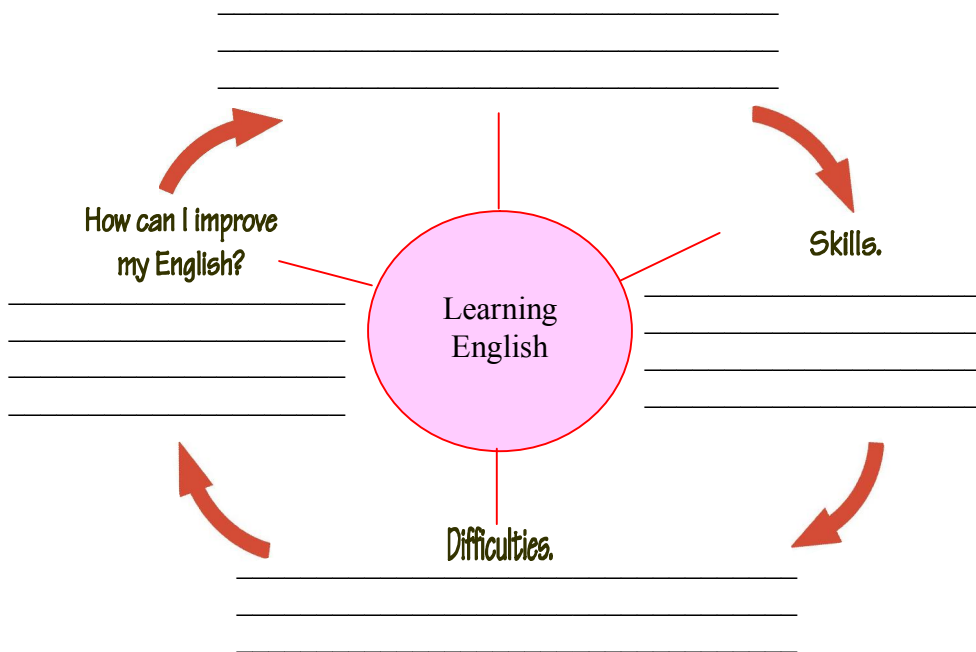 How can I improve
my English?
Skills.
Learning
English
Difficulties.